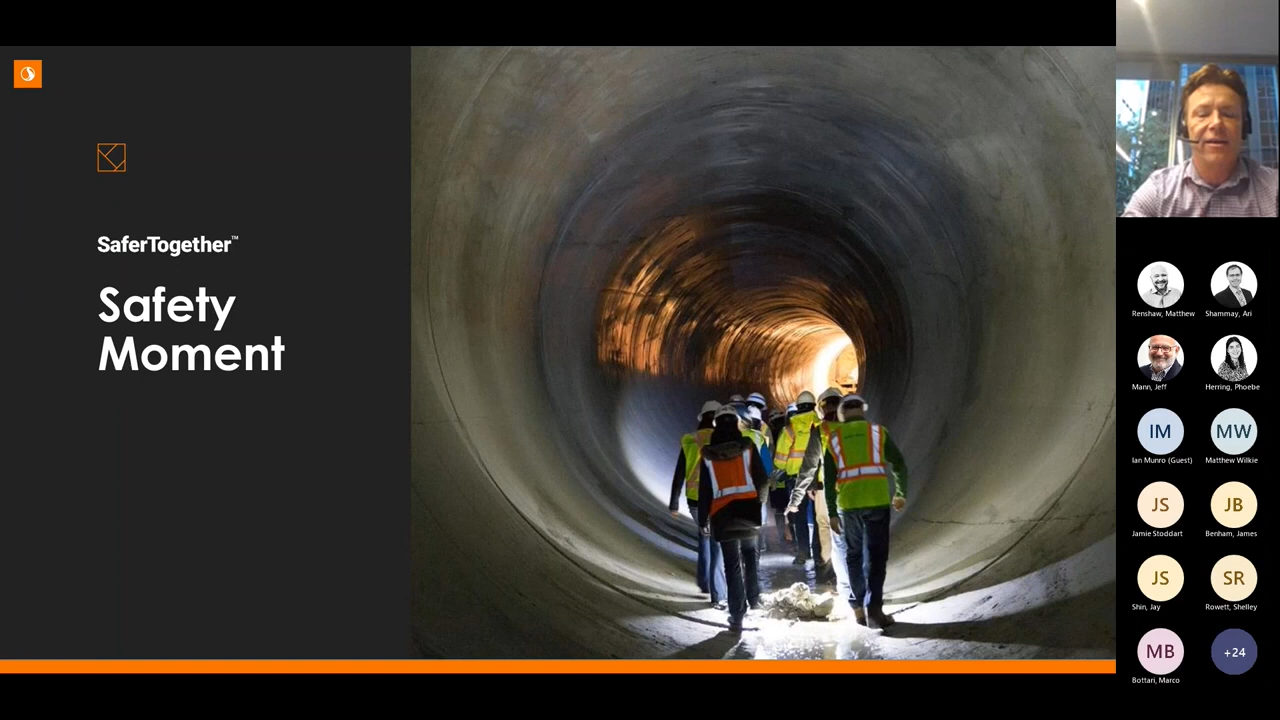 SaferTogether™
Safety
Moment
Renshaw, Matthew
Shammay, Ari
Mann, Jeff
Herring, Phoebe
IM
MW
Ian Munro (Guest)
Matthew Wilkie
JS
JB
Jamie Stoddart
Benham, James
JS
SR
Shin, Jay
Rowett, Shelley
MB
+24
Bottari, Marco